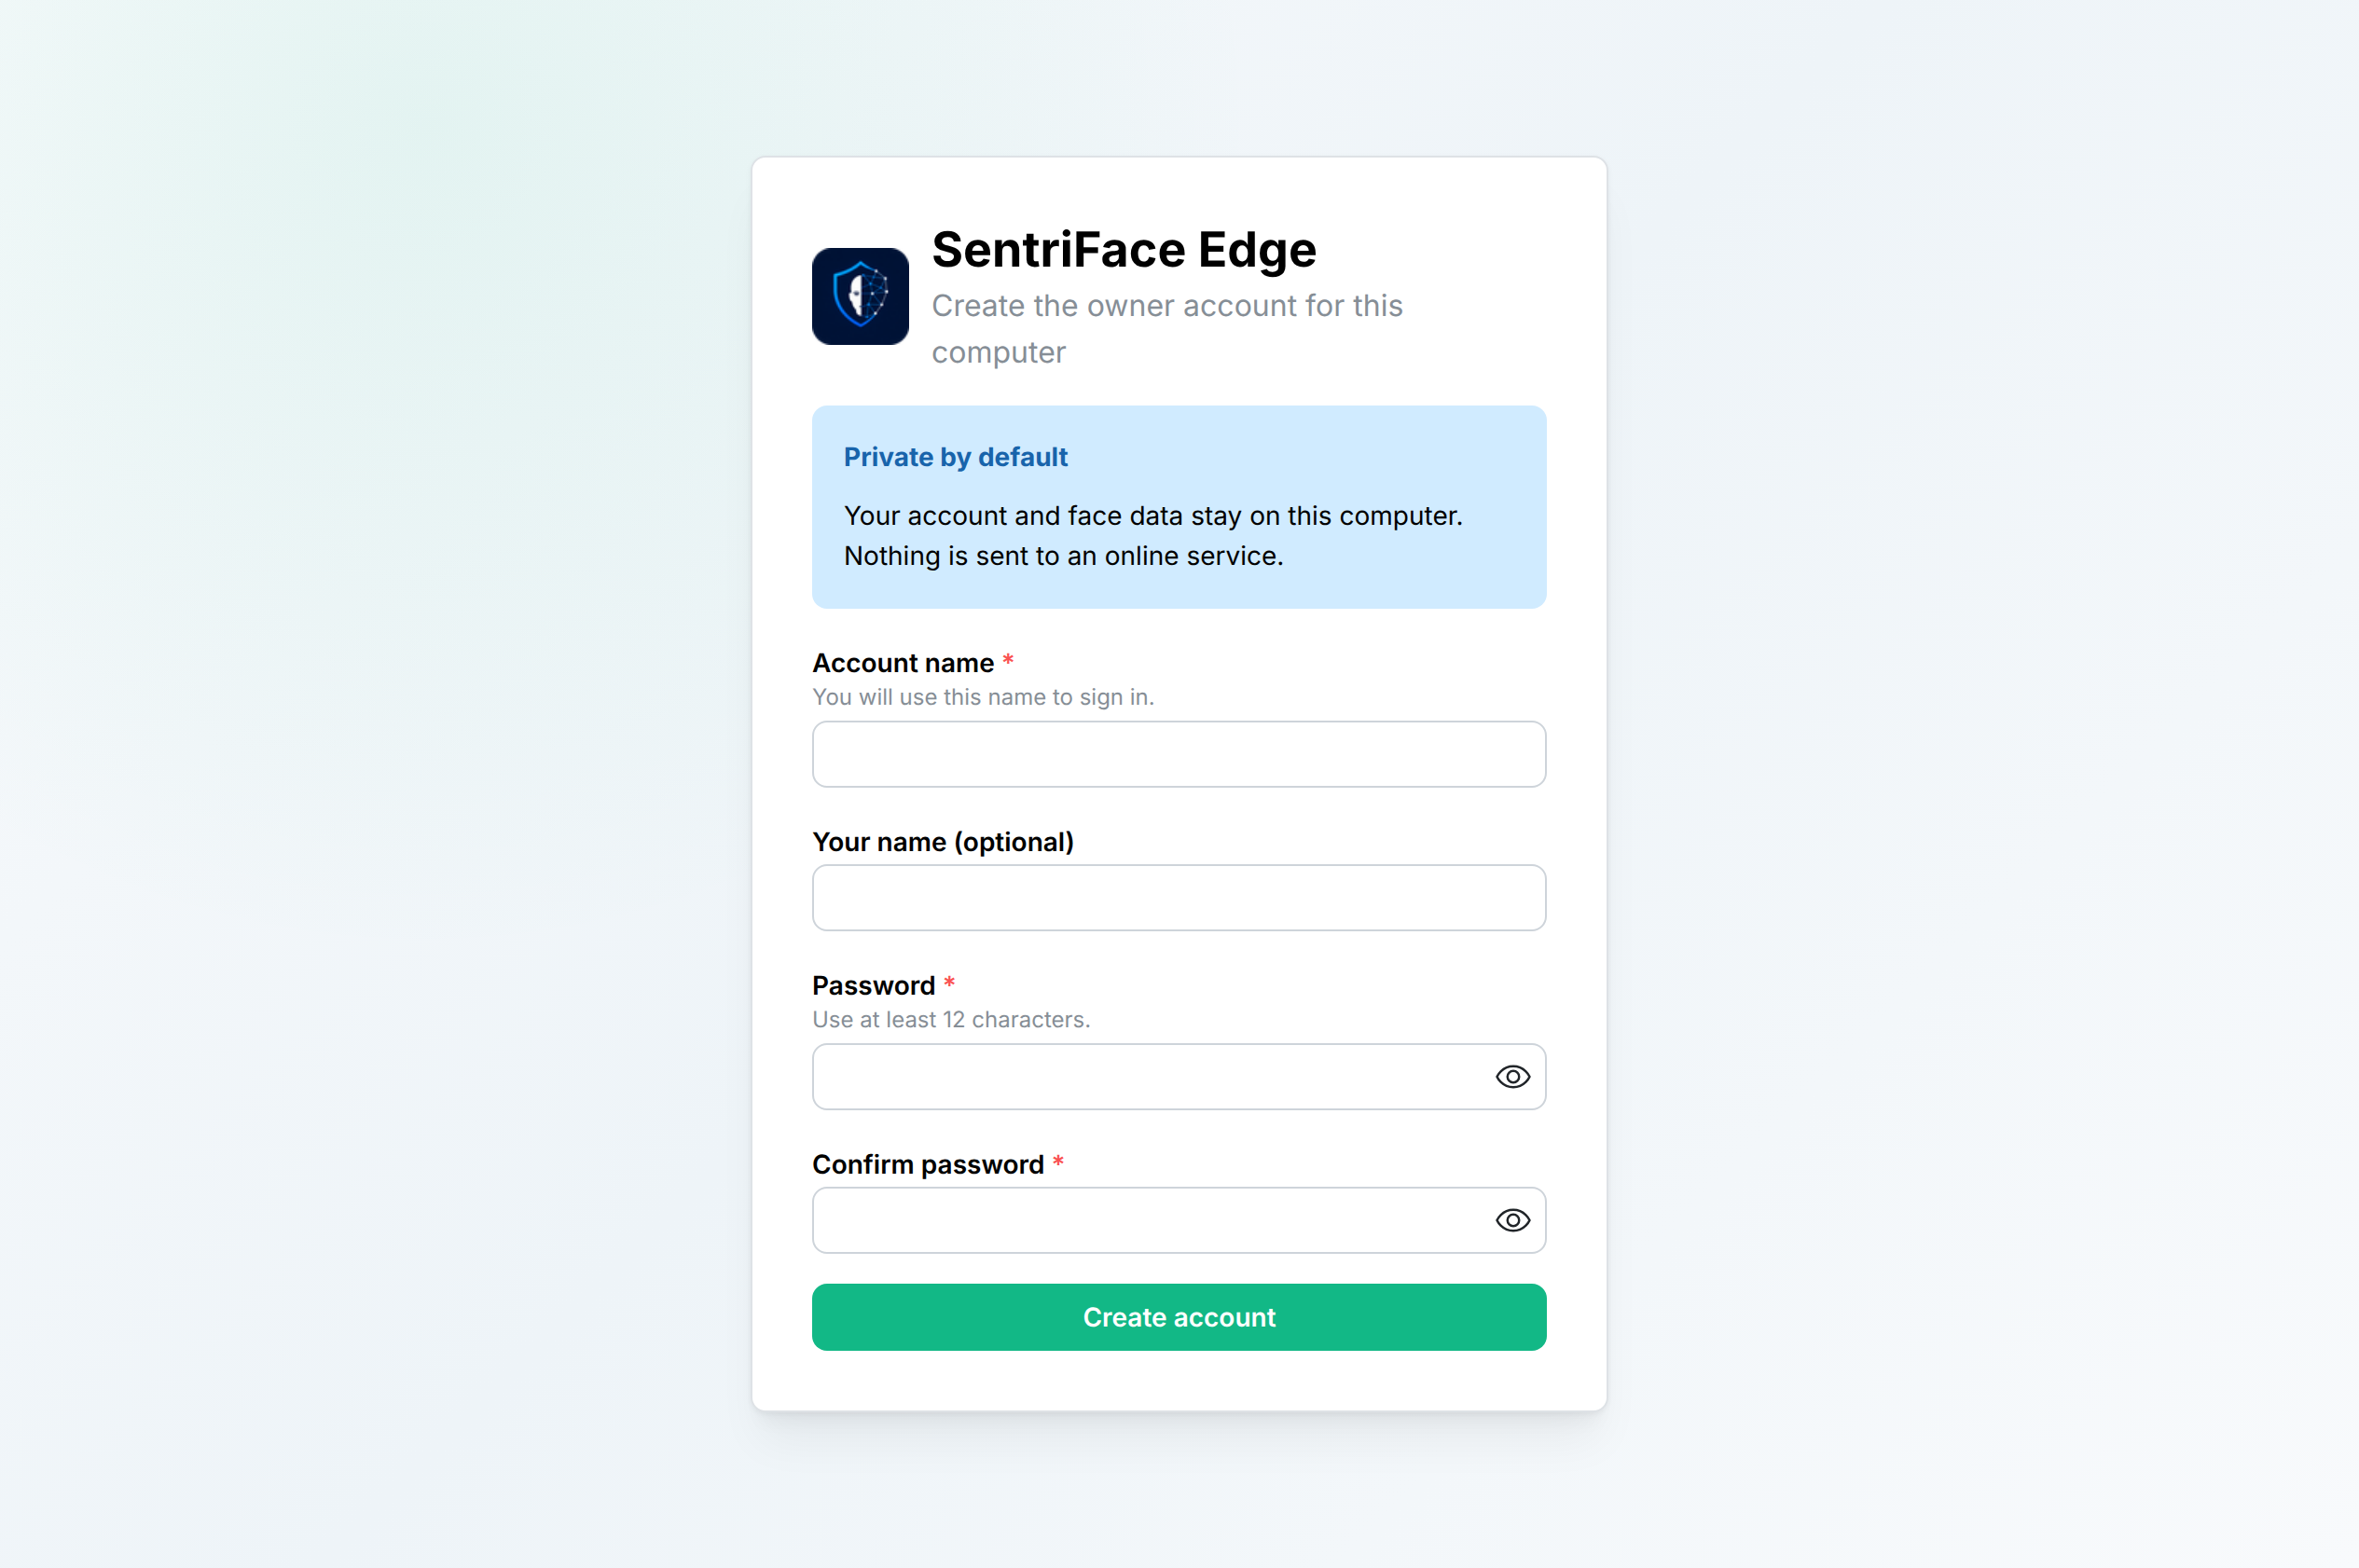 SentriFace Edge
Create the owner account for this
computer
Private by default
Your account and face data stay on this computer.
Nothing is sent to an online service.
Account name *
You will use this name to sign in.
Your name (optional)
Password *
Use at least 12 characters.
Confirm password *
Create account